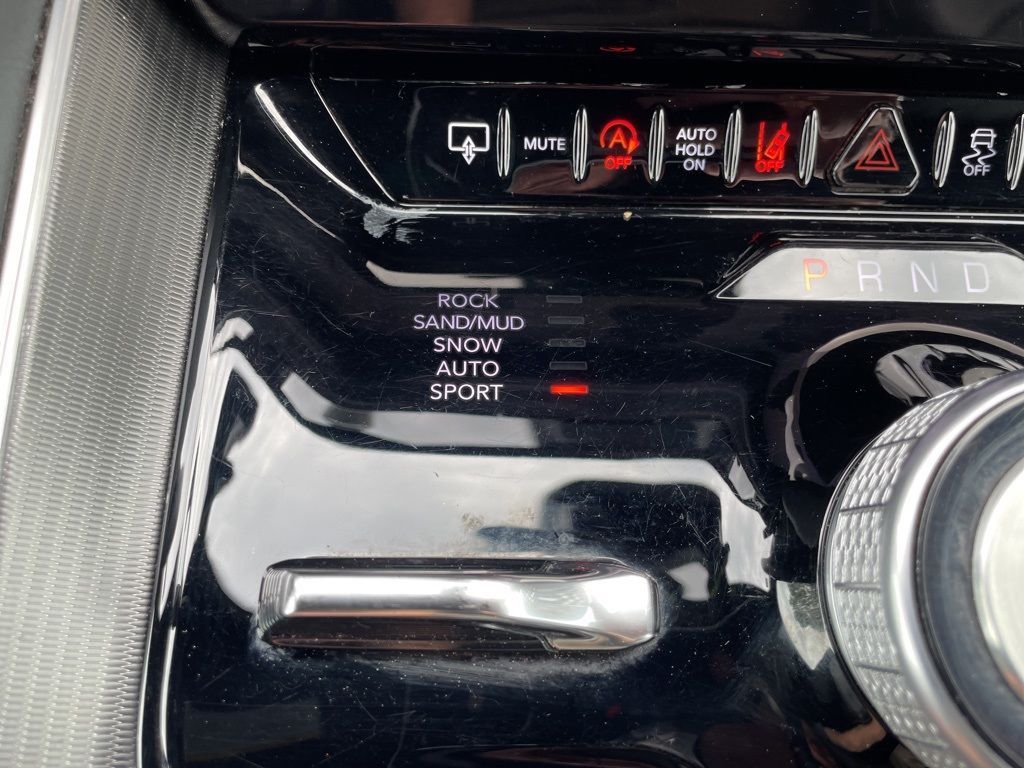 MUTE
A
OFF
AUTO
HOLD
ON
OFF
OFF
P R N D
ROCK
SAND/MUD
SNOW
AUTO
SPORT